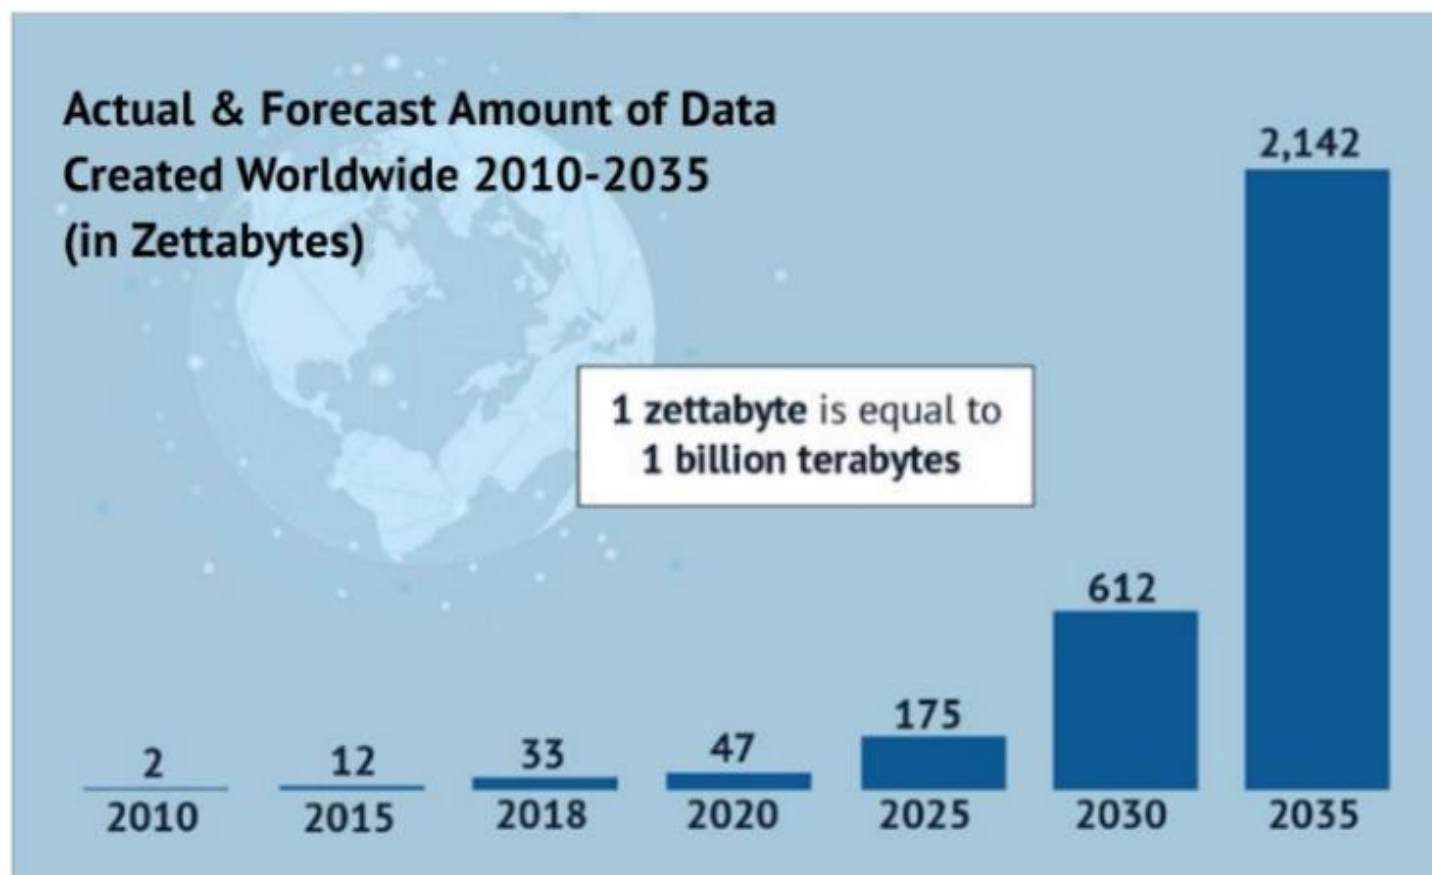 Actual & Forecast Amount of Data
Created Worldwide 2010-2035
(in Zettabytes)
1 zettabyte is equal to
1 billion terabytes
2
12
33
47
175
612
2,142
2010
2015
2018
2020
2025
2030
2035